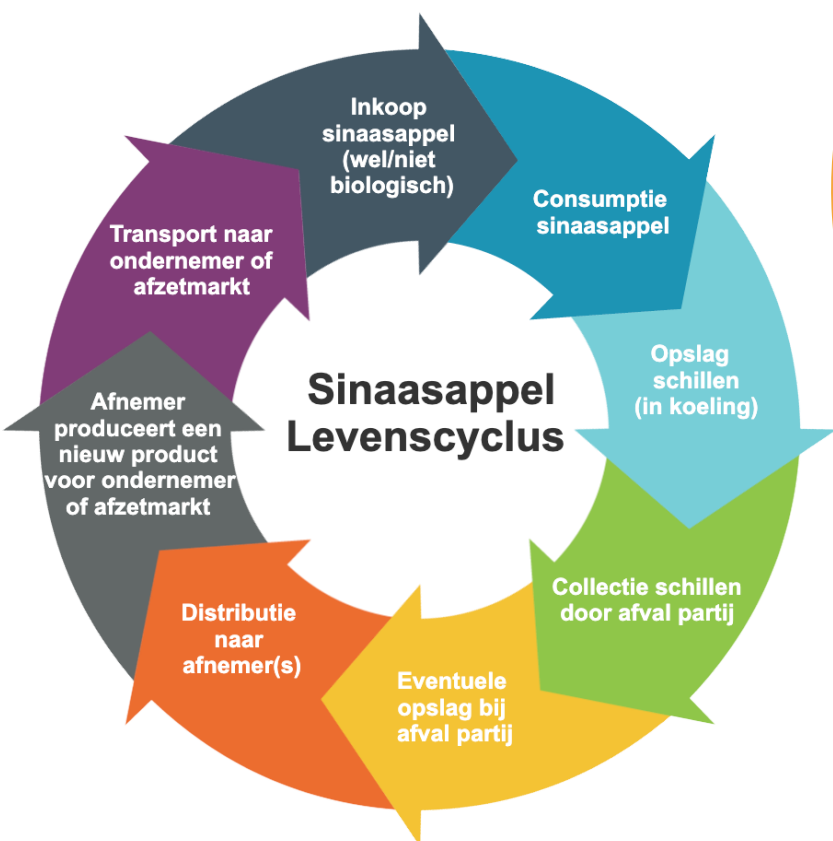 Sinaasappel
Levenscyclus
Inkoop
sinaasappel
(wel/niet
biologisch)
Consumptie
sinaasappel
Opslag
schillen
(in koeling)
Collectie schillen
door afval partij
Eventuele
opslag bij
afval partij
Distributie
naar
afnemer(s)
Afnemer
produceert een
nieuw product
voor ondernemer
of afzetmarkt
Transport naar
ondernemer of
afzetmarkt